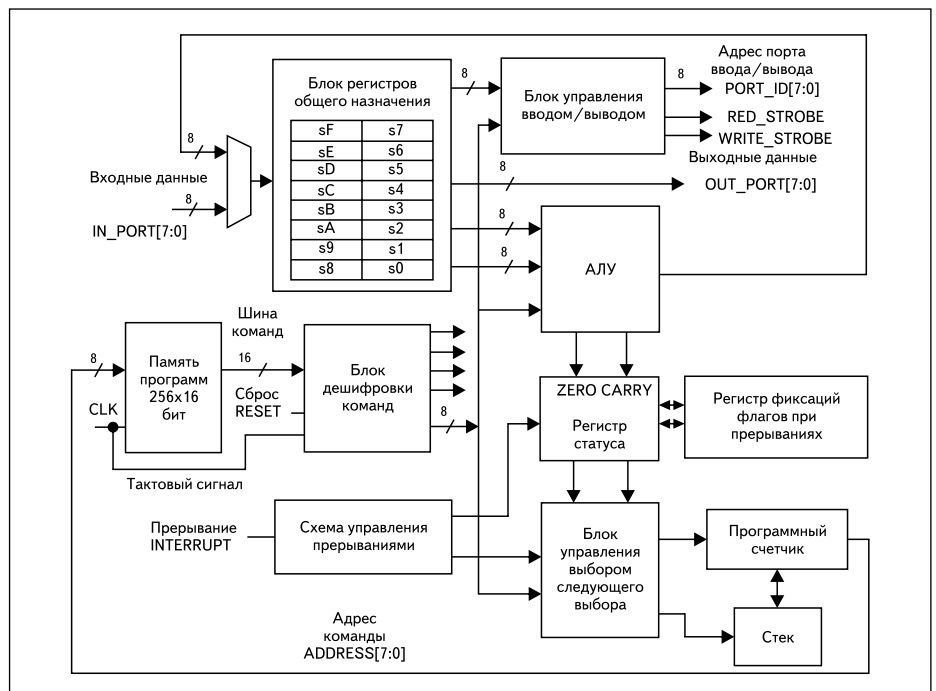 Адрес порта
ввода/вывода
PORT_ID[7:0]
RED_STROBE
WRITE_STROBE
Выходные данные
OUT_PORT[7:0]
8
8
8
Блок регистров
общего назначения
sF s7
sE s6
sD s5
sC s4
sB s3
sA s2
s9 s1
s8 s0
Блок управления
вводом/выводом
8
Входные данные
8
IN_PORT[7:0]
8
8
8
АЛУ
Шина
команд
8
Память
программ
256x16
бит
16
Сброс
RESET
Блок
дешифровки
команд
8
CLK
Тактовый сигнал
ZERO CARRY
Регистр
статуса
Регистр фиксаций
флагов при
прерываниях
Прерывание
INTERRUPT
Схема управления
прерываниями
Блок
управления
выбором
следующего
выбора
Программный
счетчик
Стек
Адрес
команды
ADDRESS[7:0]